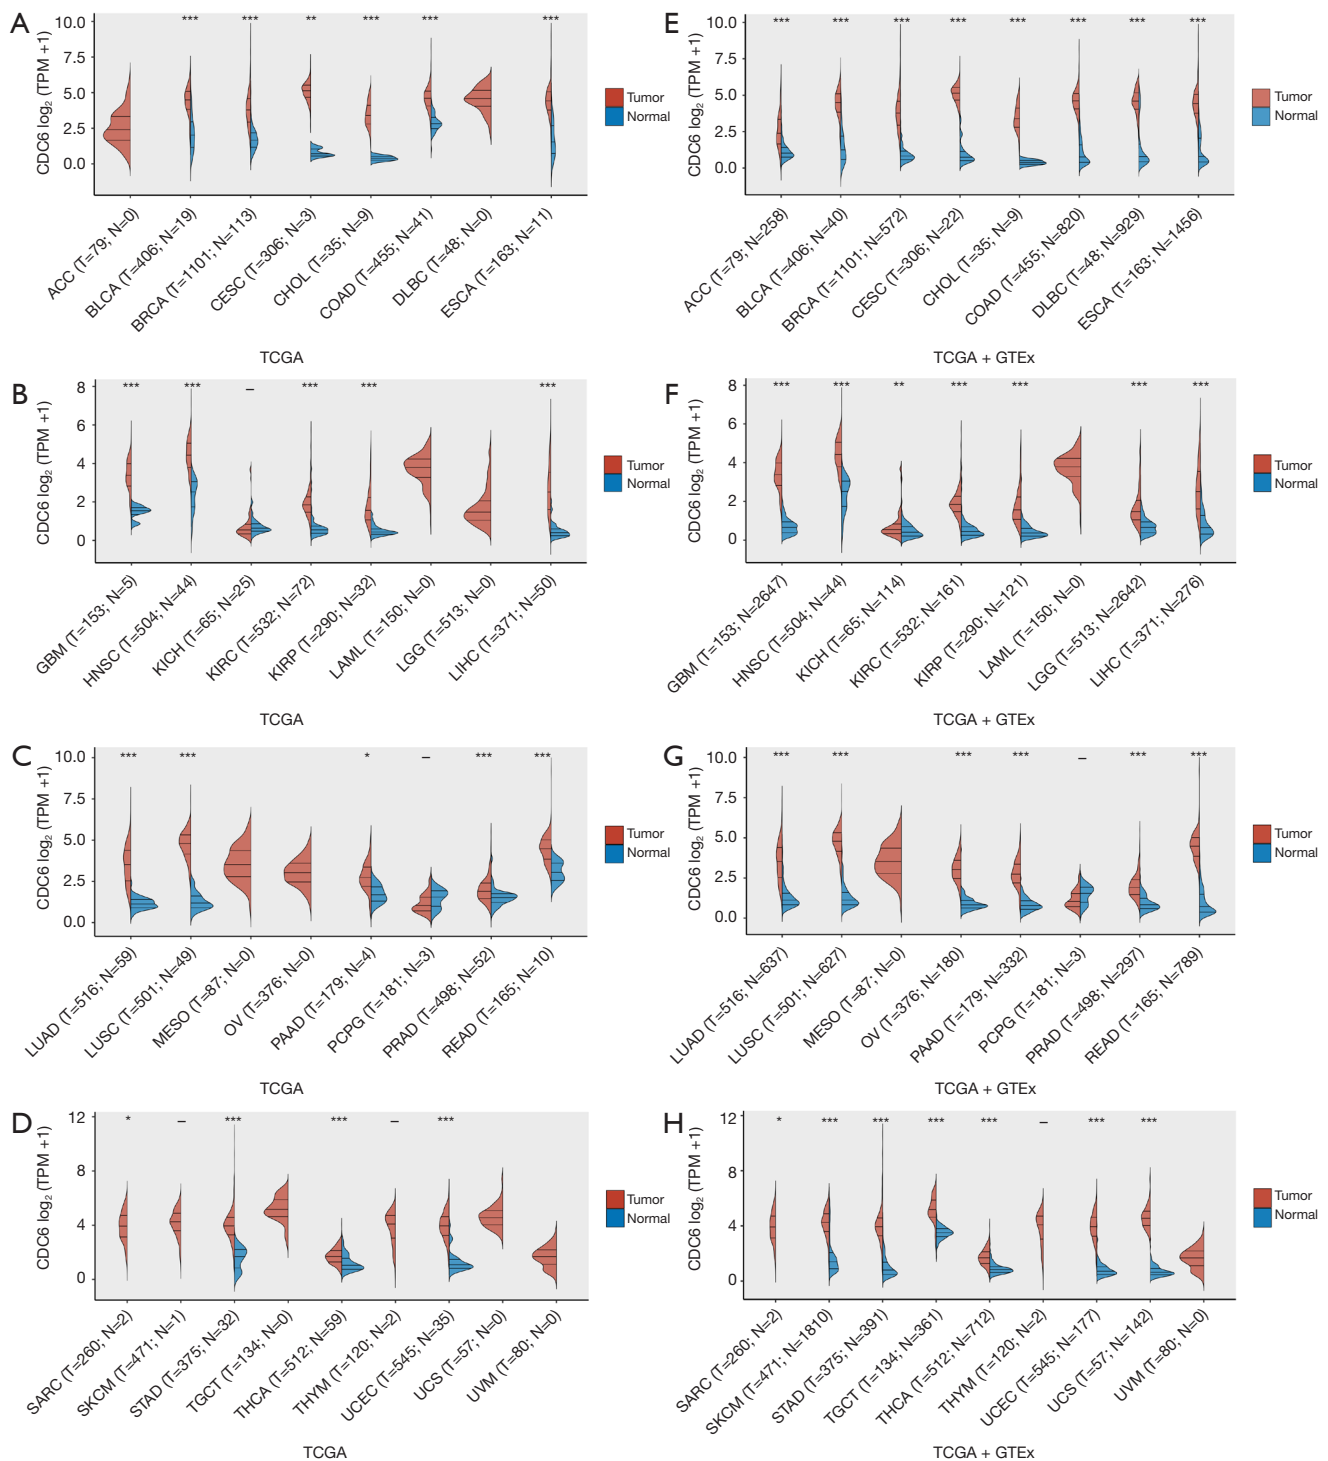 A
CDC6 log2 (TPM +1)
10.0
7.5
5.0
2.5
0.0
*** *** ** *** *** ***
Tumor
Normal
ACC (T=79; N=0)
BLCA (T=406; N=19)
BRCA (T=1101; N=113)
CESC (T=306; N=3)
CHOL (T=35; N=9)
COAD (T=455; N=41)
DLBC (T=48; N=0)
ESCA (T=163; N=11)
TCGA
E
CDC6 log2 (TPM +1)
10.0
7.5
5.0
2.5
0.0
*** *** *** *** *** *** *** ***
Tumor
Normal
ACC (T=79; N=258)
BLCA (T=406; N=40)
BRCA (T=1101; N=572)
CESC (T=306; N=22)
CHOL (T=35; N=9)
COAD (T=455; N=820)
DLBC (T=48; N=929)
ESCA (T=163; N=1456)
TCGA + GTEx
B
CDC6 log2 (TPM +1)
8
6
4
2
0
*** *** – *** *** ***
Tumor
Normal
GBM (T=153; N=5)
HNSC (T=504; N=44)
KICH (T=65; N=25)
KIRC (T=532; N=72)
KIRP (T=290; N=32)
LAML (T=150; N=0)
LGG (T=513; N=0)
LIHC (T=371; N=50)
TCGA
F
CDC6 log2 (TPM +1)
8
6
4
2
0
*** *** ** *** *** *** ***
Tumor
Normal
GBM (T=153; N=2647)
HNSC (T=504; N=44)
KICH (T=65; N=114)
KIRC (T=532; N=161)
KIRP (T=290; N=121)
LAML (T=150; N=0)
LGG (T=513; N=2642)
LIHC (T=371; N=276)
TCGA + GTEx
C
CDC6 log2 (TPM +1)
10.0
7.5
5.0
2.5
0.0
*** *** * – *** ***
Tumor
Normal
LUAD (T=516; N=59)
LUSC (T=501; N=49)
MESO (T=87; N=0)
OV (T=376; N=0)
PAAD (T=179; N=4)
PCPG (T=181; N=3)
PRAD (T=498; N=52)
READ (T=165; N=10)
TCGA
G
CDC6 log2 (TPM +1)
10.0
7.5
5.0
2.5
0.0
*** *** *** *** – *** ***
Tumor
Normal
LUAD (T=516; N=637)
LUSC (T=501; N=627)
MESO (T=87; N=0)
OV (T=376; N=180)
PAAD (T=179; N=332)
PCPG (T=181; N=3)
PRAD (T=498; N=297)
READ (T=165; N=789)
TCGA + GTEx
D
CDC6 log2 (TPM +1)
12
8
4
0
* – *** *** – ***
Tumor
Normal
SARC (T=260; N=2)
SKCM (T=471; N=1)
STAD (T=375; N=32)
TGCT (T=134; N=0)
THCA (T=512; N=59)
THYM (T=120; N=2)
UCEC (T=545; N=35)
UCS (T=57; N=0)
UVM (T=80; N=0)
TCGA
H
CDC6 log2 (TPM +1)
12
8
4
0
* *** *** *** *** – *** ***
Tumor
Normal
SARC (T=260; N=2)
SKCM (T=471; N=1810)
STAD (T=375; N=391)
TGCT (T=134; N=361)
THCA (T=512; N=712)
THYM (T=120; N=2)
UCEC (T=545; N=177)
UCS (T=57; N=142)
UVM (T=80; N=0)
TCGA + GTEx